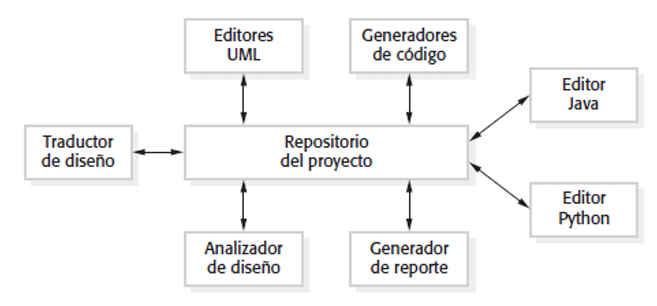 Editores
UML
Generadores
de código
Editor
Java
Traductor
de diseño
Repositorio
del proyecto
Editor
Python
Analizador
de diseño
Generador
de reporte